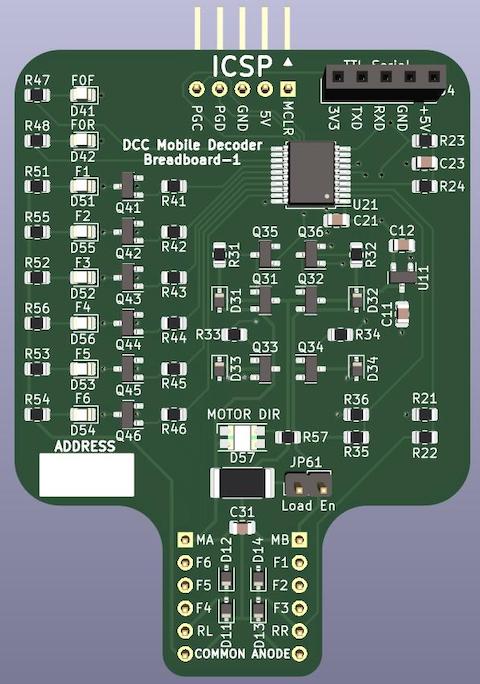 ICSP
TTL Serial
PGC
PGD
GND
5V
MCLR
3V3
TXD
RXD
GND
+5V
DCC Mobile Decoder
Breadboard-1
R47 F0F D41
R48 F0R D42
R51 F1 D51 Q41 R41
R55 F2 D55 Q42 R42
R52 F3 D52 Q43 R43
R56 F4 D56 Q44 R44
R53 F5 D53 Q45 R45
R54 F6 D54 Q46 R46
R23
C23
R24
U21
C21
Q35 Q36
R31 R32
C12
U11
C11
Q31 Q32
D31 D32
R33 R34
Q33 Q34
D33 D34
MOTOR DIR
D57
R57
R36
R35
R21
R22
ADDRESS
JP61
Load En
C31
MA D12 D14 MB
F6 F1
F5 F2
F4 F3
RL D11 D13 RR
COMMON ANODE